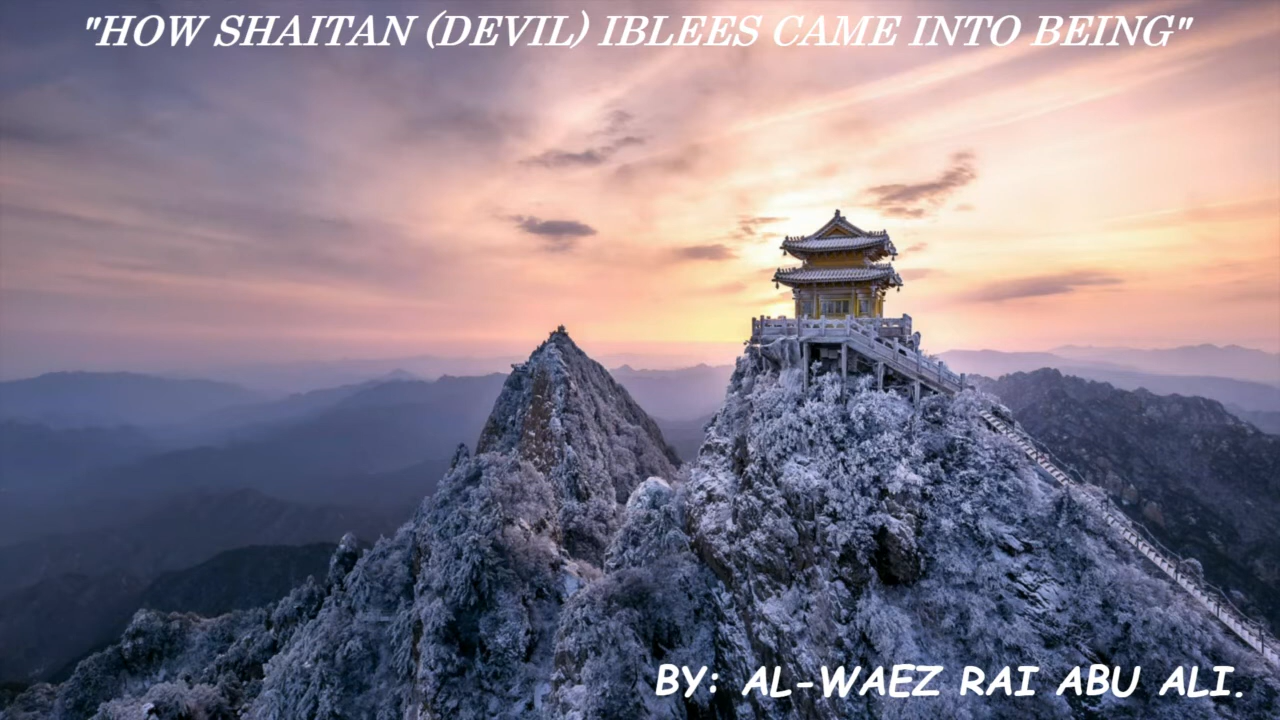 "HOW SHAITAN (DEVIL) IBLEES CAME INTO BEING"
BY: AL-WAEZ RAI ABU ALI.